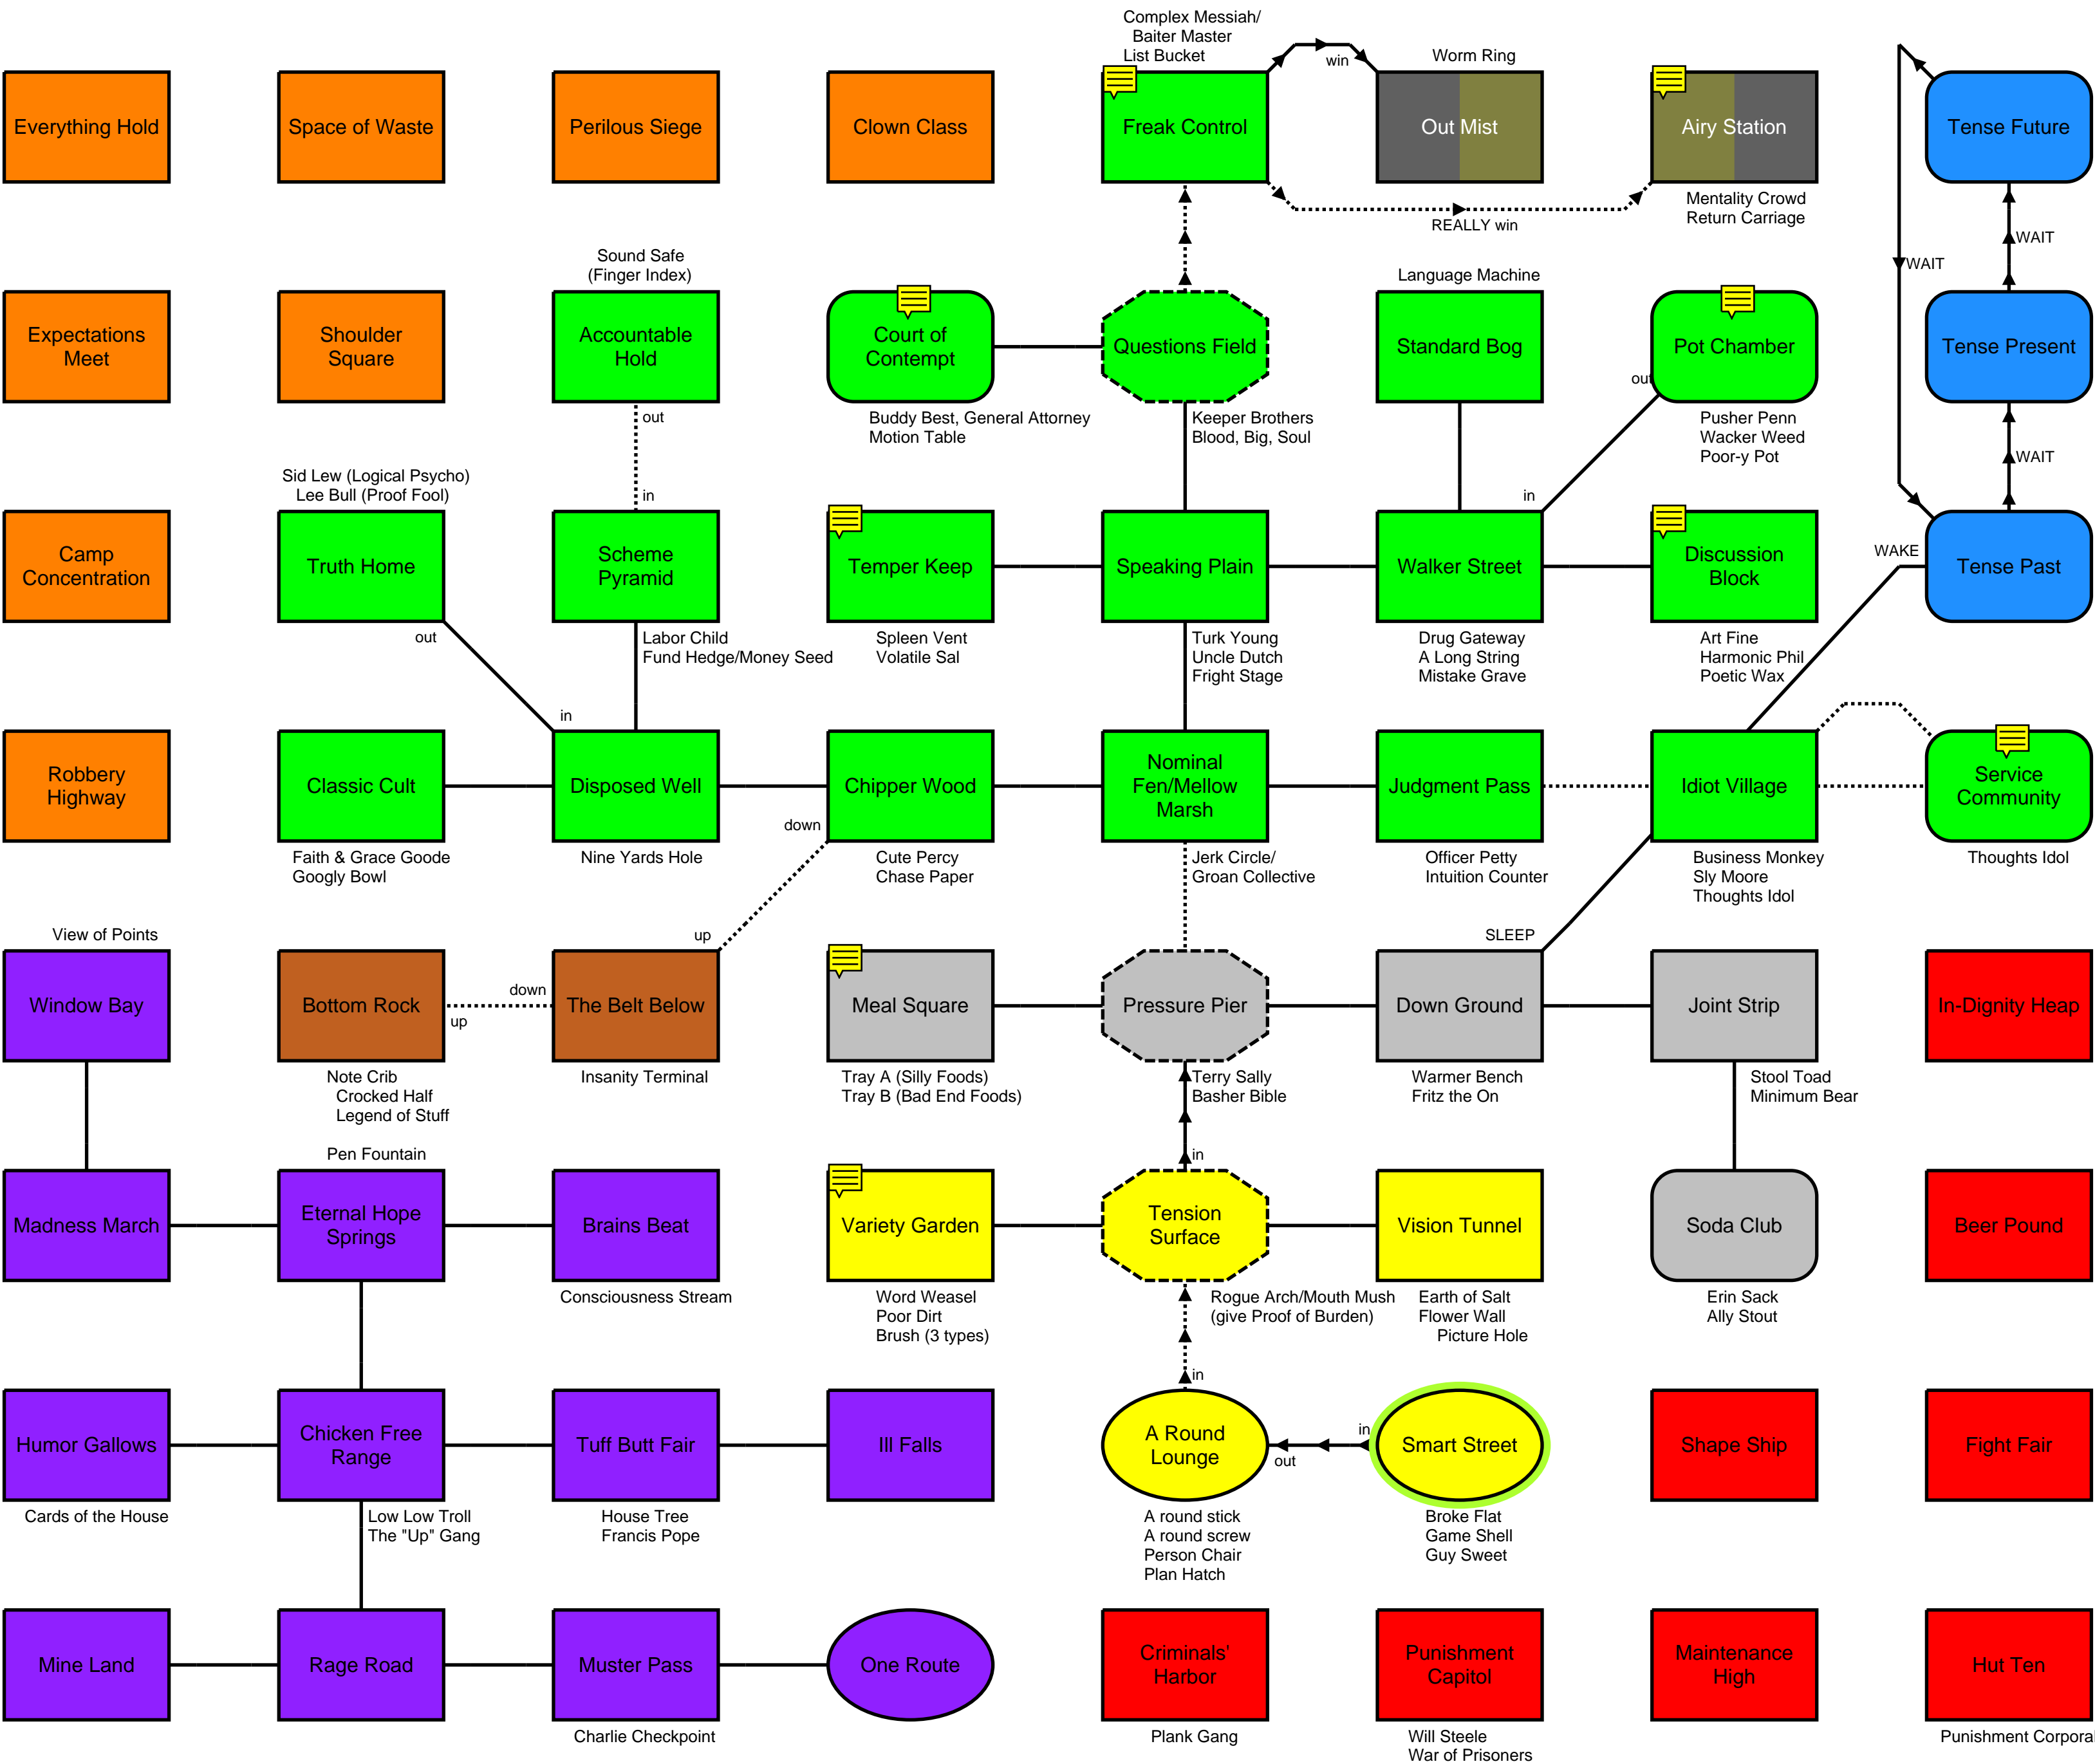 Complex Messiah/
Baiter Master
List Bucket
win
Worm Ring
Everything Hold
Space of Waste
Perilous Siege
Clown Class
Freak Control
Out Mist
Airy Station
Tense Future
REALLY win
Mentality Crowd
Return Carriage
WAIT
WAIT
Sound Safe
(Finger Index)
Language Machine
Expectations
Meet
Shoulder
Square
Accountable
Hold
Court of
Contempt
Questions Field
Standard Bog
Pot Chamber
Tense Present
out
out
Buddy Best, General Attorney
Motion Table
Keeper Brothers
Blood, Big, Soul
Pusher Penn
Wacker Weed
Poor-y Pot
WAIT
Sid Lew (Logical Psycho)
Lee Bull (Proof Fool)
in
in
Camp
Concentration
Truth Home
Scheme
Pyramid
Temper Keep
Speaking Plain
Walker Street
Discussion
Block
WAKE
Tense Past
out
Labor Child
Fund Hedge/Money Seed
Spleen Vent
Volatile Sal
Turk Young
Uncle Dutch
Fright Stage
Drug Gateway
A Long String
Mistake Grave
Art Fine
Harmonic Phil
Poetic Wax
in
Robbery
Highway
Classic Cult
Disposed Well
Chipper Wood
Nominal
Fen/Mellow
Marsh
Judgment Pass
Idiot Village
Service
Community
down
Faith & Grace Goode
Googly Bowl
Nine Yards Hole
Cute Percy
Chase Paper
Jerk Circle/
Groan Collective
Officer Petty
Intuition Counter
Business Monkey
Sly Moore
Thoughts Idol
Thoughts Idol
View of Points
up
SLEEP
Window Bay
Bottom Rock
down
up
The Belt Below
Meal Square
Pressure Pier
Down Ground
Joint Strip
In-Dignity Heap
Note Crib
Crocked Half
Legend of Stuff
Insanity Terminal
Tray A (Silly Foods)
Tray B (Bad End Foods)
Terry Sally
Basher Bible
Warmer Bench
Fritz the On
Stool Toad
Minimum Bear
Pen Fountain
in
Madness March
Eternal Hope
Springs
Brains Beat
Variety Garden
Tension
Surface
Vision Tunnel
Soda Club
Beer Pound
Consciousness Stream
Word Weasel
Poor Dirt
Brush (3 types)
Rogue Arch/Mouth Mush
(give Proof of Burden)
Earth of Salt
Flower Wall
Picture Hole
Erin Sack
Ally Stout
in
Humor Gallows
Chicken Free
Range
Tuff Butt Fair
Ill Falls
A Round
Lounge
in
out
Smart Street
Shape Ship
Fight Fair
Cards of the House
Low Low Troll
The "Up" Gang
House Tree
Francis Pope
A round stick
A round screw
Person Chair
Plan Hatch
Broke Flat
Game Shell
Guy Sweet
Mine Land
Rage Road
Muster Pass
One Route
Criminals'
Harbor
Punishment
Capitol
Maintenance
High
Hut Ten
Charlie Checkpoint
Plank Gang
Will Steele
War of Prisoners
Punishment Corpora